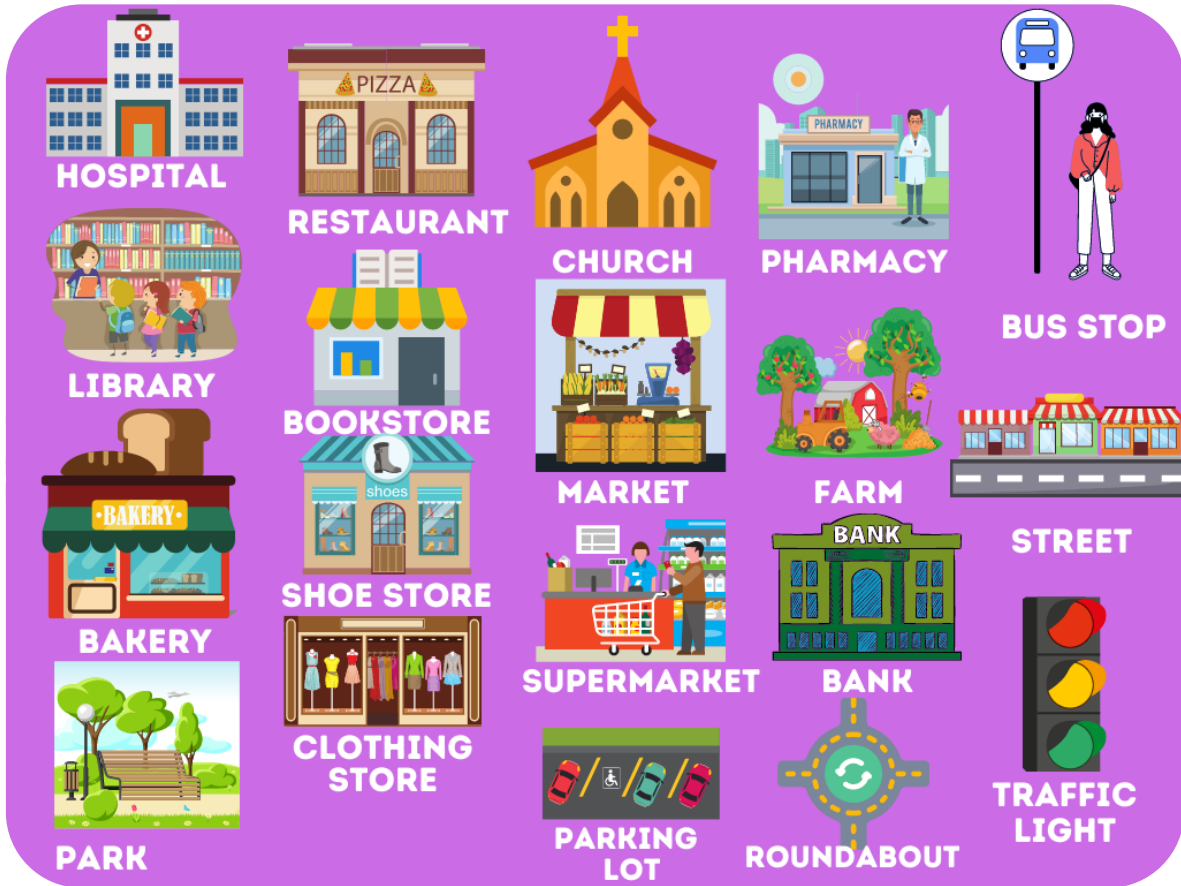 HOSPITAL
LIBRARY
BAKERY
BAKERY
PARK
PIZZA
RESTAURANT
BOOKSTORE
shoes
SHOE STORE
CLOTHING
STORE
CHURCH
MARKET
SUPERMARKET
PARKING
LOT
PHARMACY
PHARMACY
FARM
BANK
BANK
ROUNDABOUT
BUS STOP
STREET
TRAFFIC
LIGHT